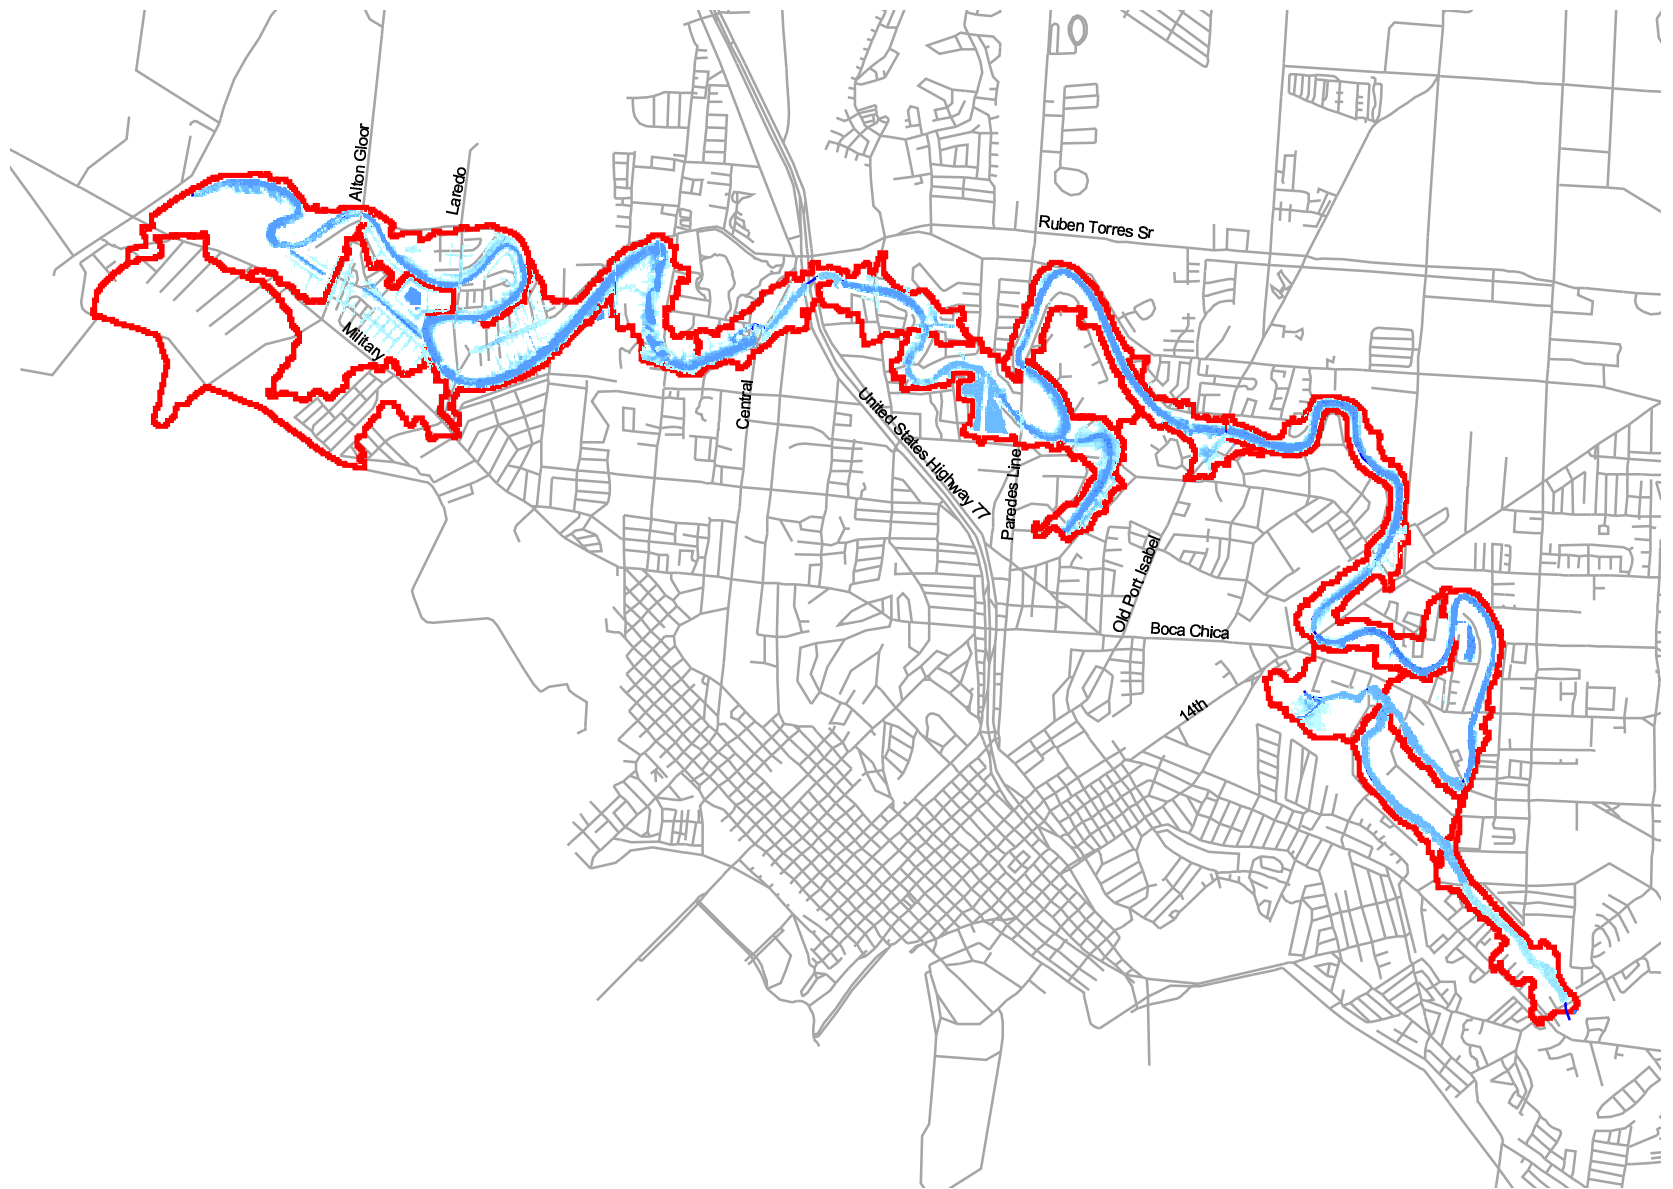 Alton Gloor
Laredo
Ruben Torres Sr
Military
Central
United States Highway 77
Paredes Line
Old Port Isabel
Boca Chica
14th